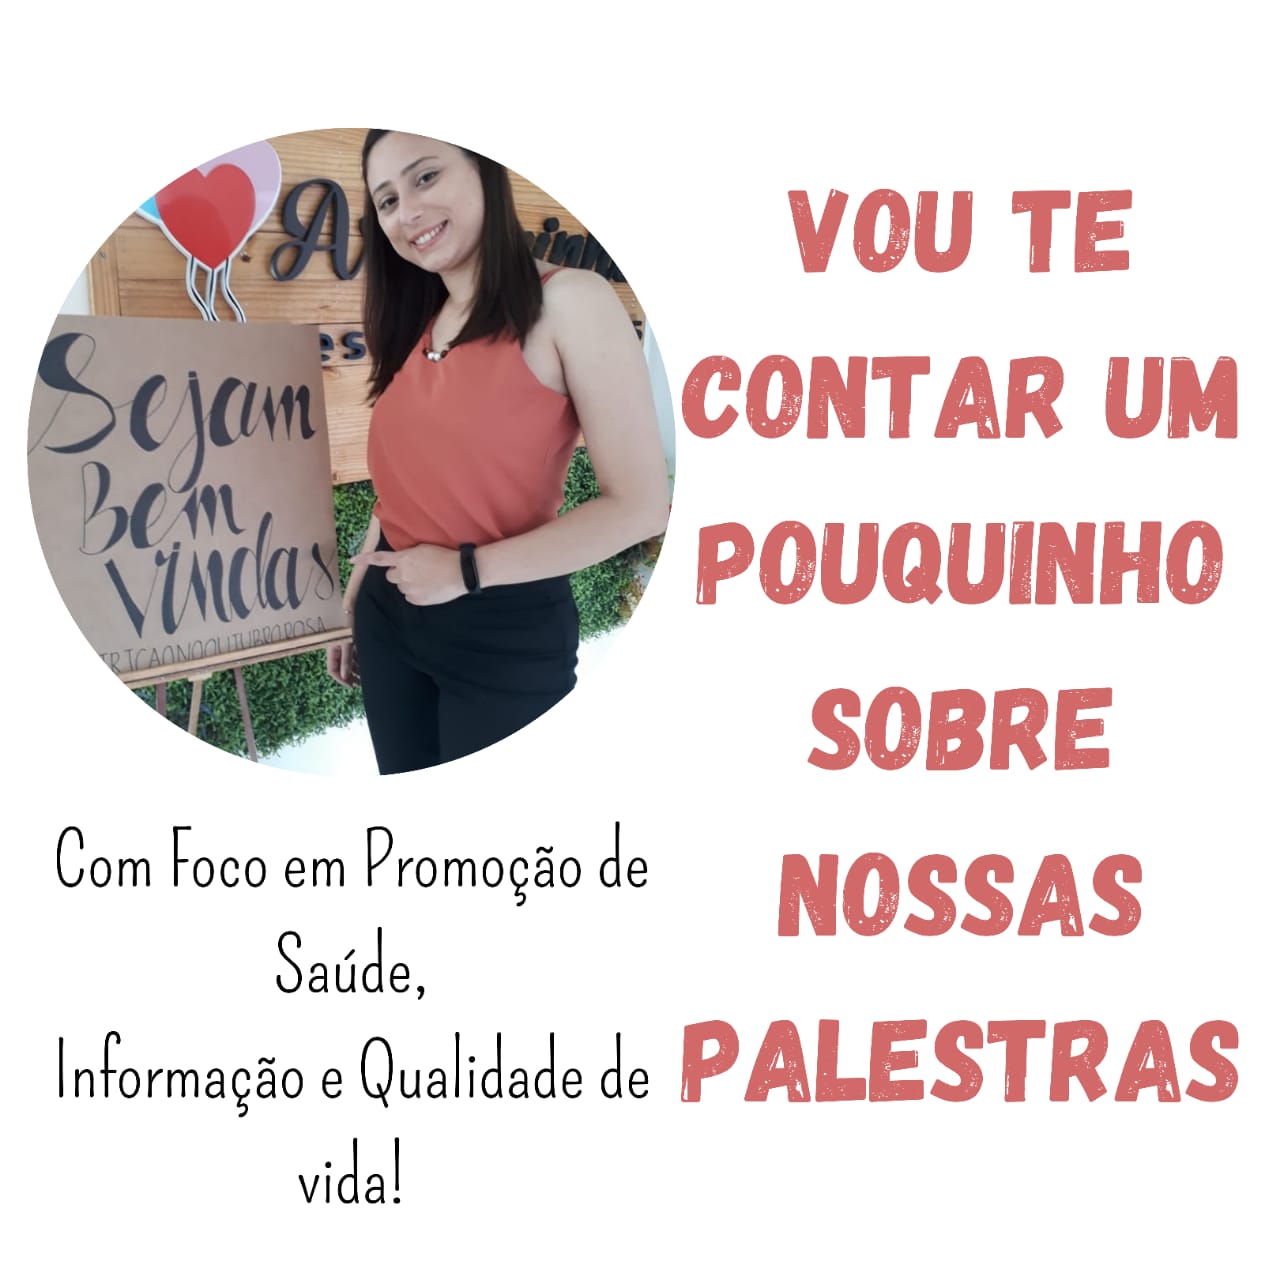 VOU TE
CONTAR UM
POUQUINHO
SOBRE
NOSSAS
PALESTRAS
Sejam
Bem
Vindas
Com Foco em Promoção de
Saúde,
Informação e Qualidade de
vida!